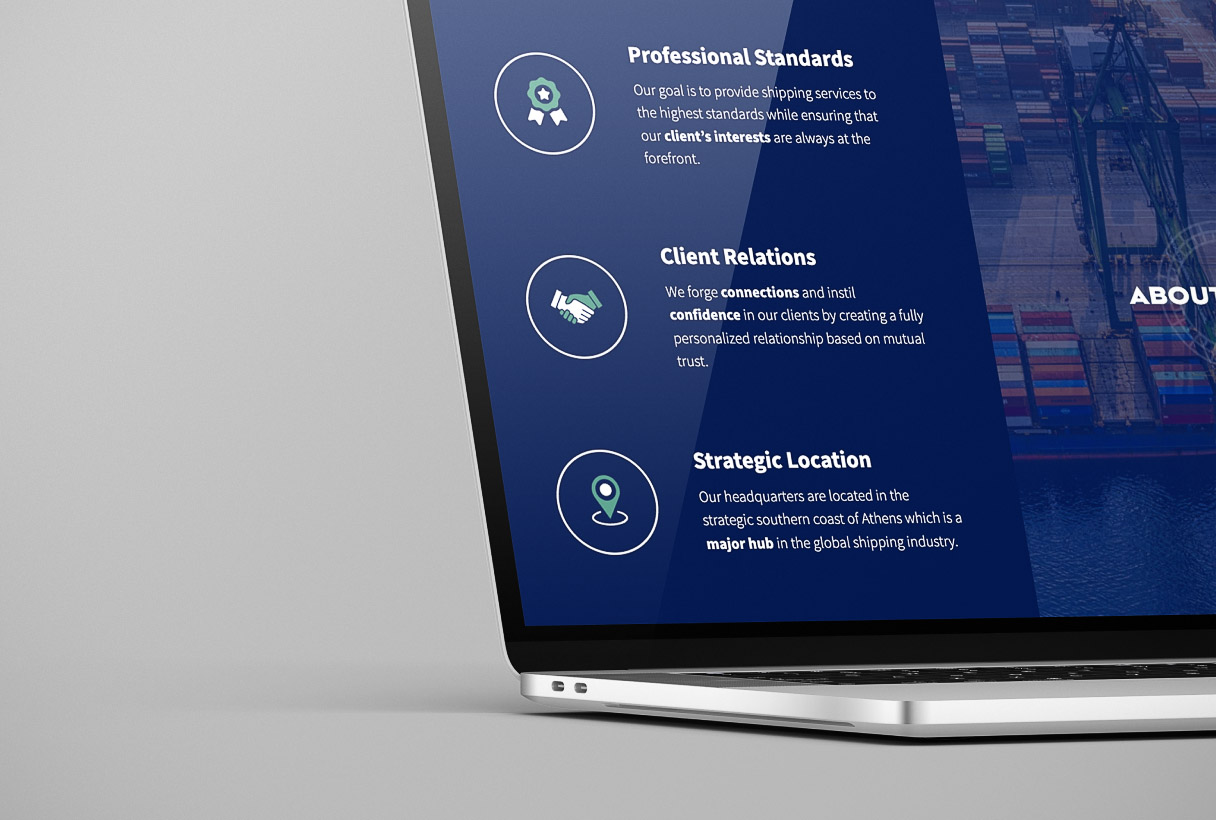 Professional Standards
Our goal is to provide shipping services to
the highest standards while ensuring that
our client's interests are always at the
forefront.
Client Relations
We forge connections and instil
confidence in our clients by creating a fully
personalized relationship based on mutual
trust.
Strategic Location
Our headquarters are located in the
strategic southern coast of Athens which is a
major hub in the global shipping industry.
ABOUT